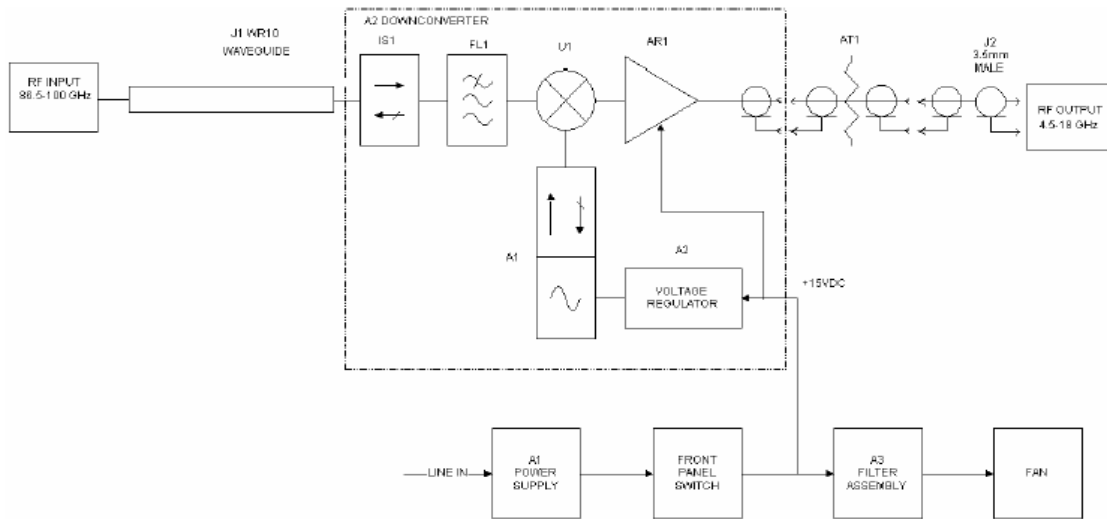 A2 DOWNCONVERTER
J1 WR10
WAVEGUIDE
IS1
FL1
U1
AR1
AT1
J2
3.5mm
MALE
RF INPUT
86.5-100 GHz
RF OUTPUT
4.5-18 GHz
A1
A2
VOLTAGE
REGULATOR
+15VDC
LINE IN
A1
POWER
SUPPLY
FRONT
PANEL
SWITCH
A3
FILTER
ASSEMBLY
FAN